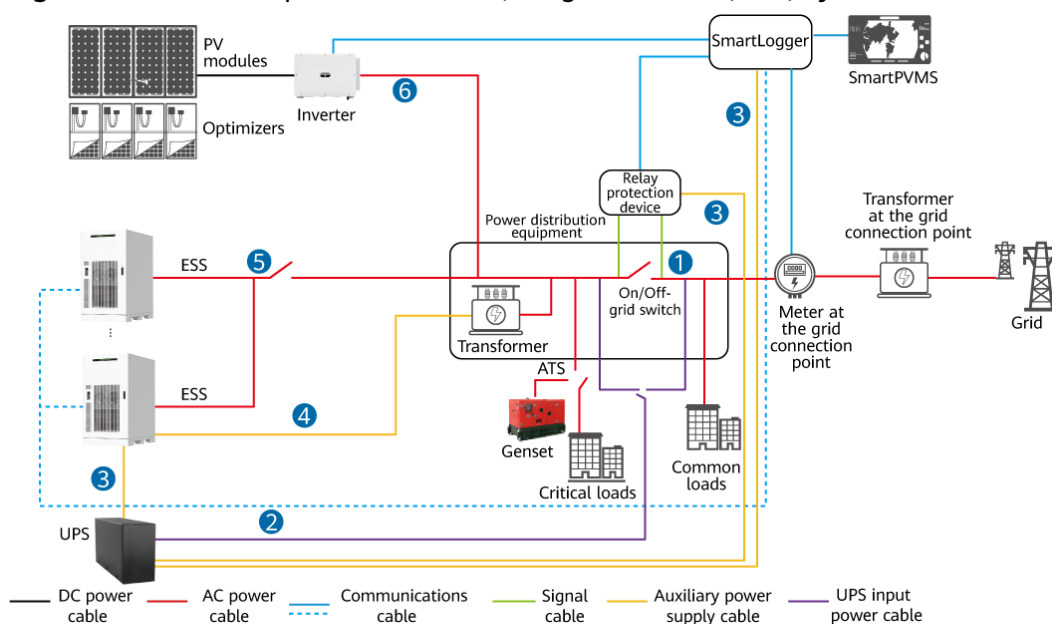 PV
modules
Optimizers
Inverter
6
SmartLogger
SmartPVMS
3
Relay
protection
device
3
Power distribution
equipment
Transformer
at the grid
connection point
ESS
5
1
On/Off-
grid switch
Transformer
Meter at
the grid
connection
point
Grid
ATS
ESS
4
Genset
Critical loads
Common
loads
3
2
UPS
DC power
cable
AC power
cable
Communications
cable
Signal
cable
Auxiliary power
supply cable
UPS input
power cable